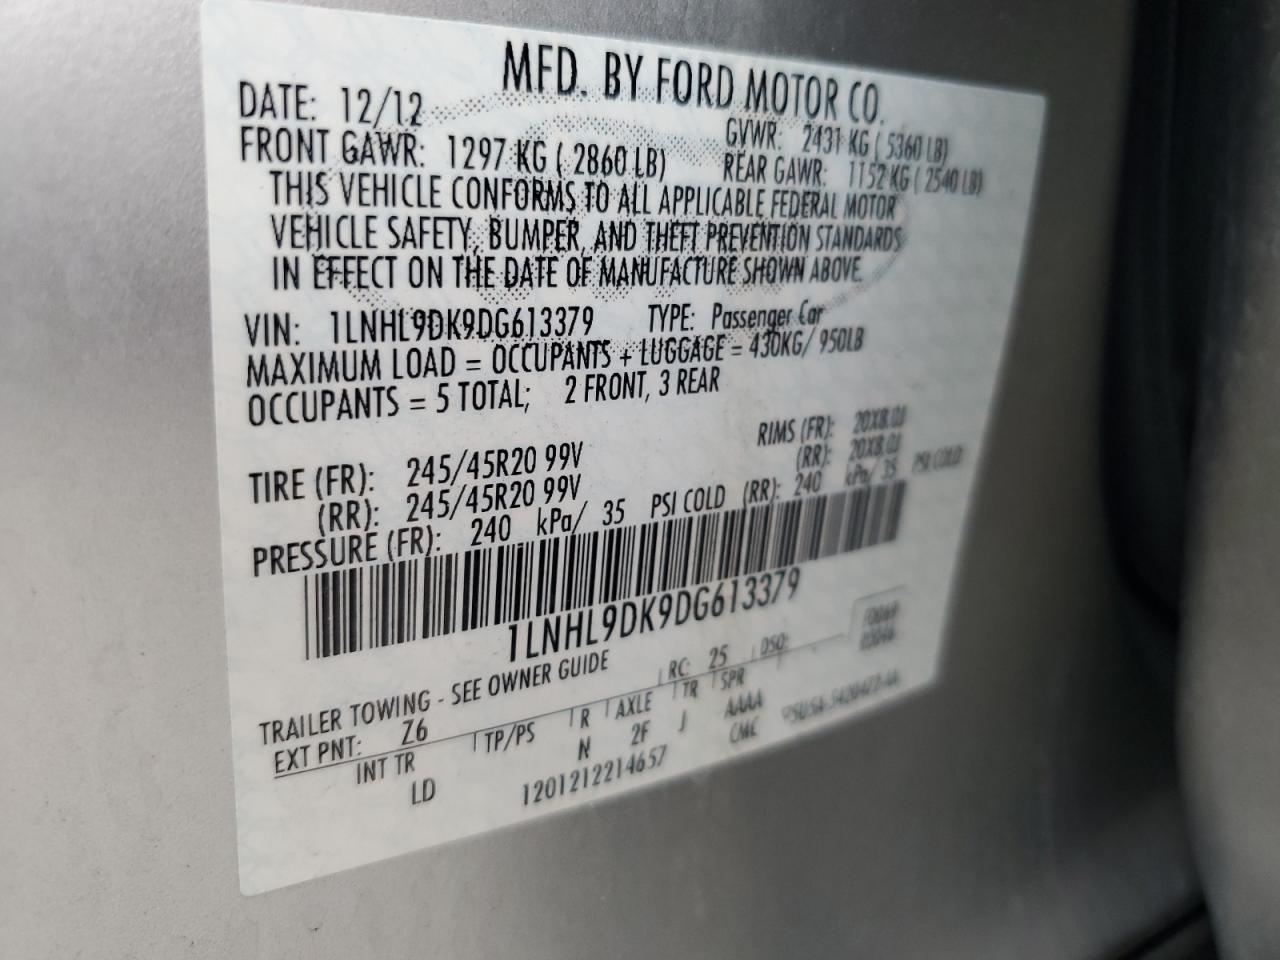 MFD. BY FORD MOTOR CO.
DATE: 12/12 GVWR: 2431 KG ( 5360 LB)
FRONT GAWR: 1297 KG ( 2860 LB) REAR GAWR: 1152 KG ( 2540 LB)
THIS VEHICLE CONFORMS TO ALL APPLICABLE FEDERAL MOTOR
VEHICLE SAFETY, BUMPER, AND THEFT PREVENTION STANDARDS
IN EFFECT ON THE DATE OF MANUFACTURE SHOWN ABOVE.
VIN: 1LNHL9DK9DG613379 TYPE: Passenger Car
MAXIMUM LOAD = OCCUPANTS + LUGGAGE = 430KG/ 950LB
OCCUPANTS = 5 TOTAL; 2 FRONT, 3 REAR
TIRE (FR): 245/45R20 99V RIMS (FR): 20X8.0J
(RR): 245/45R20 99V (RR): 20X8.0J
PRESSURE (FR): 240 kPa/ 35 PSI COLD (RR): 240 kPa/ 35 PSI COLD
1LNHL9DK9DG613379
TRAILER TOWING - SEE OWNER GUIDE
EXT PNT: Z6 RC: 25 DSO:
INT TR TP/PS R AXLE TR SPR
LD N 2F J AAAA
1201212214657 CMC